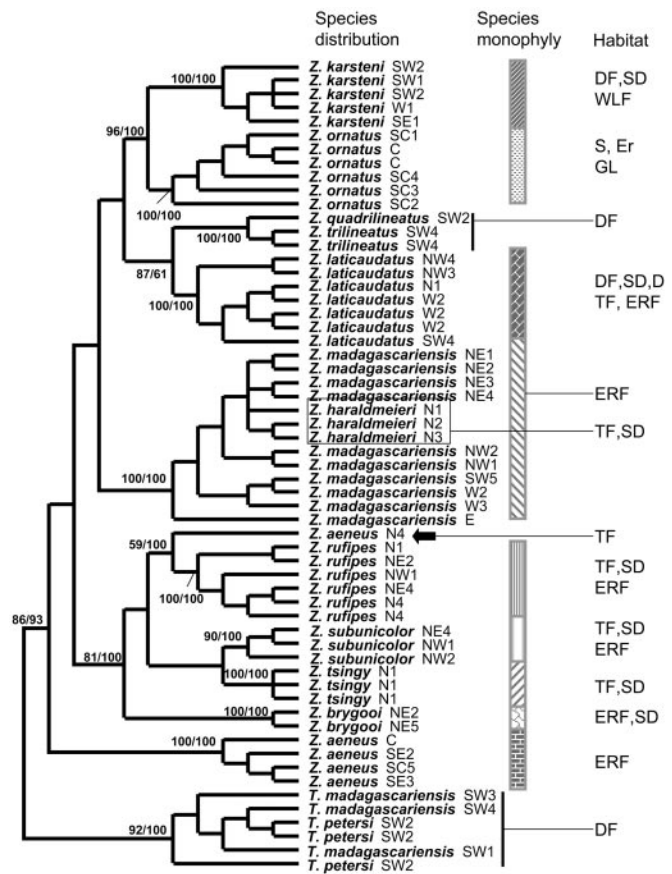 Species distribution
Species monophyly
Habitat
Z. karsteni SW2
Z. karsteni SW1
Z. karsteni SW2
Z. karsteni W1
Z. karsteni SE1
Z. ornatus SC1
Z. ornatus C
Z. ornatus C
Z. ornatus SC4
Z. ornatus SC3
Z. ornatus SC2
Z. quadrilineatus SW2
Z. trilineatus SW4
Z. trilineatus SW4
Z. laticaudatus NW4
Z. laticaudatus NW3
Z. laticaudatus N1
Z. laticaudatus W2
Z. laticaudatus W2
Z. laticaudatus W2
Z. laticaudatus SW4
Z. madagascariensis NE1
Z. madagascariensis NE2
Z. madagascariensis NE3
Z. madagascariensis NE4
Z. haraldmeieri N1
Z. haraldmeieri N2
Z. haraldmeieri N3
Z. madagascariensis NW2
Z. madagascariensis NW1
Z. madagascariensis SW5
Z. madagascariensis W2
Z. madagascariensis W3
Z. madagascariensis E
Z. aeneus N4
Z. rufipes N1
Z. rufipes NE2
Z. rufipes NW1
Z. rufipes NE4
Z. rufipes N4
Z. rufipes N4
Z. subunicolor NE4
Z. subunicolor NW1
Z. subunicolor NW2
Z. tsingy N1
Z. tsingy N1
Z. tsingy N1
Z. brygooi NE2
Z. brygooi NE5
Z. aeneus C
Z. aeneus SE2
Z. aeneus SC5
Z. aeneus SE3
T. madagascariensis SW3
T. madagascariensis SW4
T. petersi SW2
T. petersi SW2
T. madagascariensis SW1
T. petersi SW2
100/100
96/100
100/100
100/100
87/61
100/100
100/100
59/100
100/100
86/93
90/100
81/100
100/100
100/100
100/100
92/100
DF,SD
WLF
S, Er
GL
DF
DF,SD,D
TF, ERF
ERF
TF,SD
TF
TF,SD
ERF
TF,SD
ERF
TF,SD
ERF,SD
ERF
DF